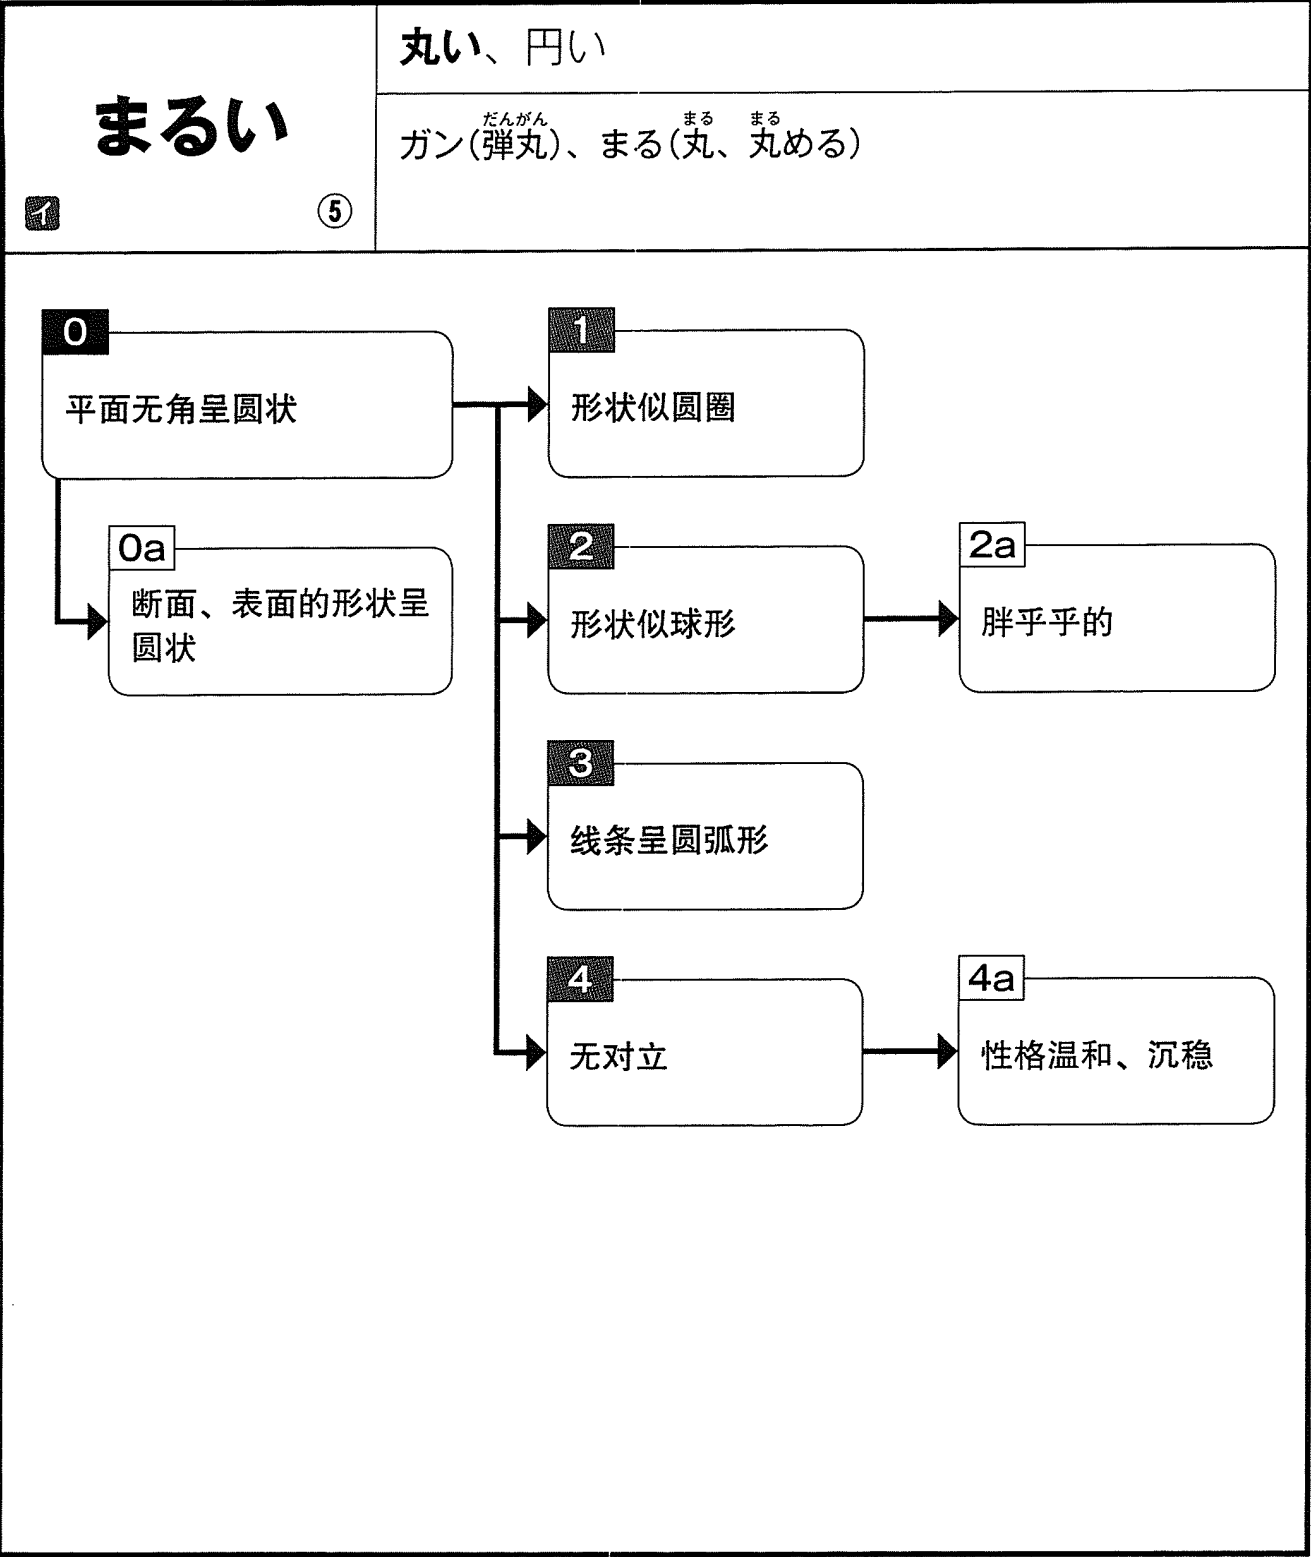 まるい
イ
⑤
丸い、円い
だんがん まる まる
ガン(弾丸)、まる(丸、丸める)
0
平面无角呈圆状
0a
断面、表面的形状呈
圆状
1
形状似圆圈
2
形状似球形
2a
胖乎乎的
3
线条呈圆弧形
4
无对立
4a
性格温和、沉稳